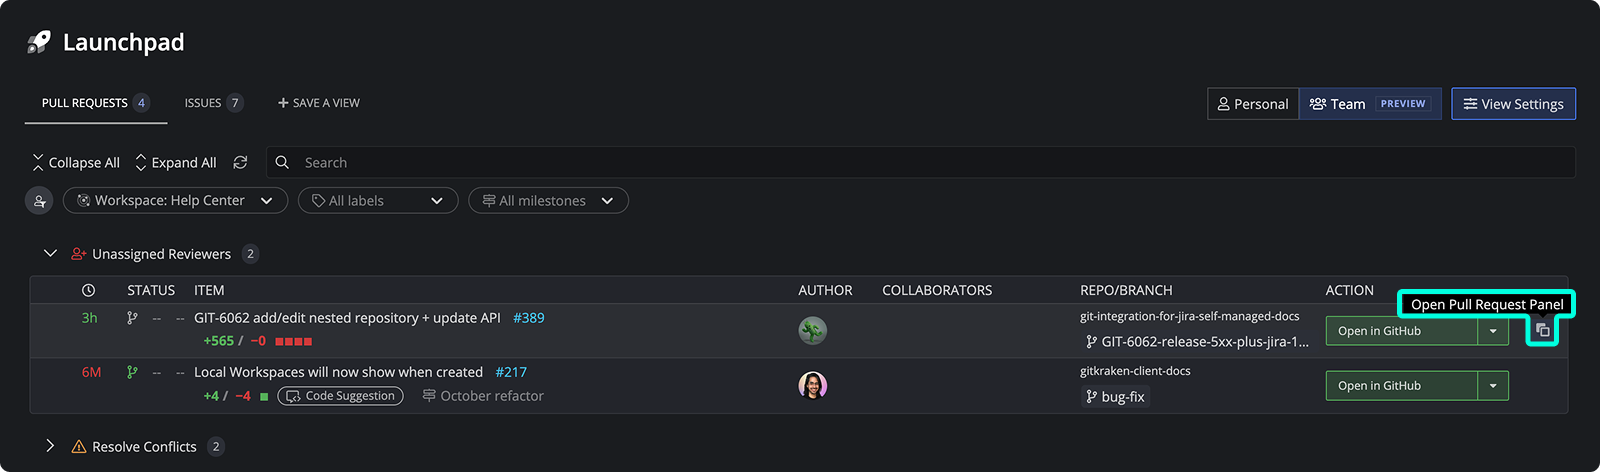 Launchpad
PULL REQUESTS 4 ISSUES 7 + SAVE A VIEW
Personal Team PREVIEW View Settings
Collapse All Expand All Search
Workspace: Help Center All labels All milestones
Unassigned Reviewers 2
STATUS ITEM AUTHOR COLLABORATORS REPO/BRANCH ACTION
Open Pull Request Panel
3h -- -- GIT-6062 add/edit nested repository + update API #389 git-integration-for-jira-self-managed-docs Open in GitHub
+565 / −0 GIT-6062-release-5xx-plus-jira-1...
6M -- -- Local Workspaces will now show when created #217 gitkraken-client-docs Open in GitHub
+4 / −4 Code Suggestion October refactor bug-fix
Resolve Conflicts 2